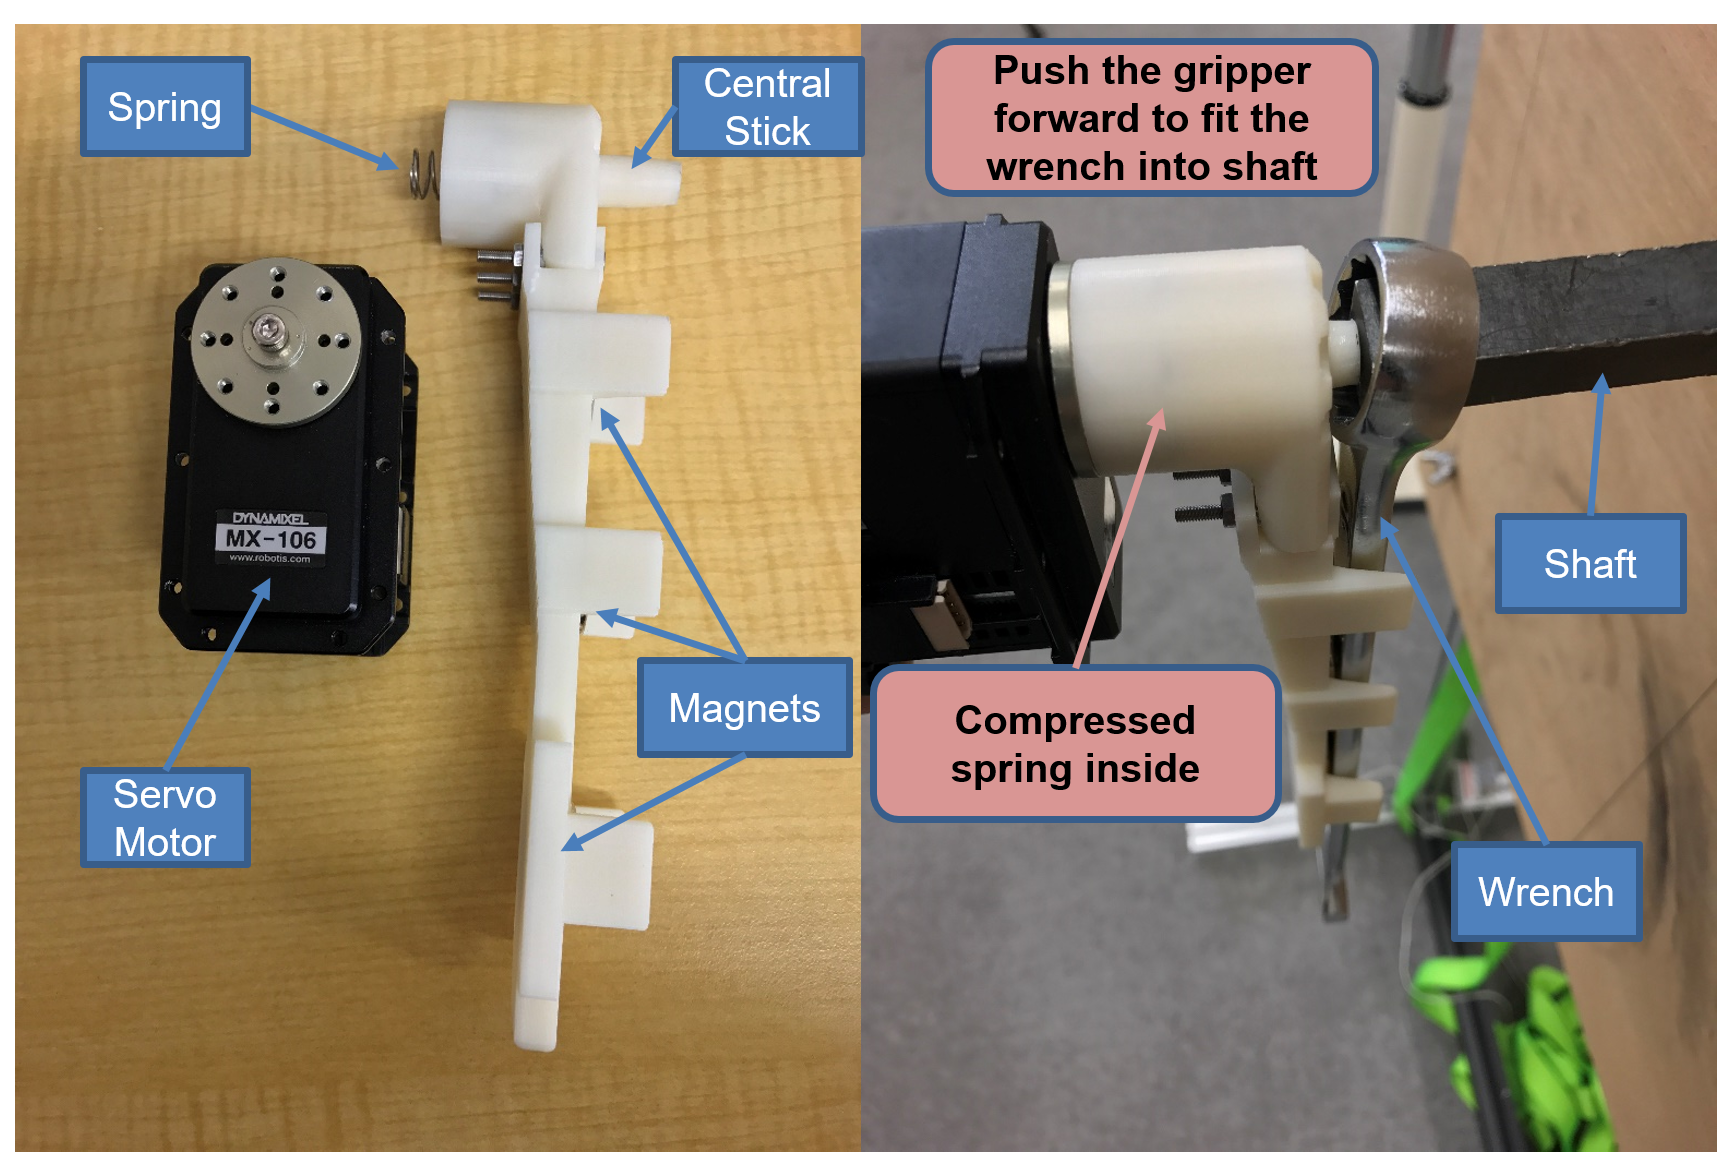 Spring
Central
Stick
Push the gripper
forward to fit the
wrench into shaft
DYNAMIXEL
MX-106
www.robotis.com
Shaft
Magnets
Compressed
spring inside
Servo
Motor
Wrench